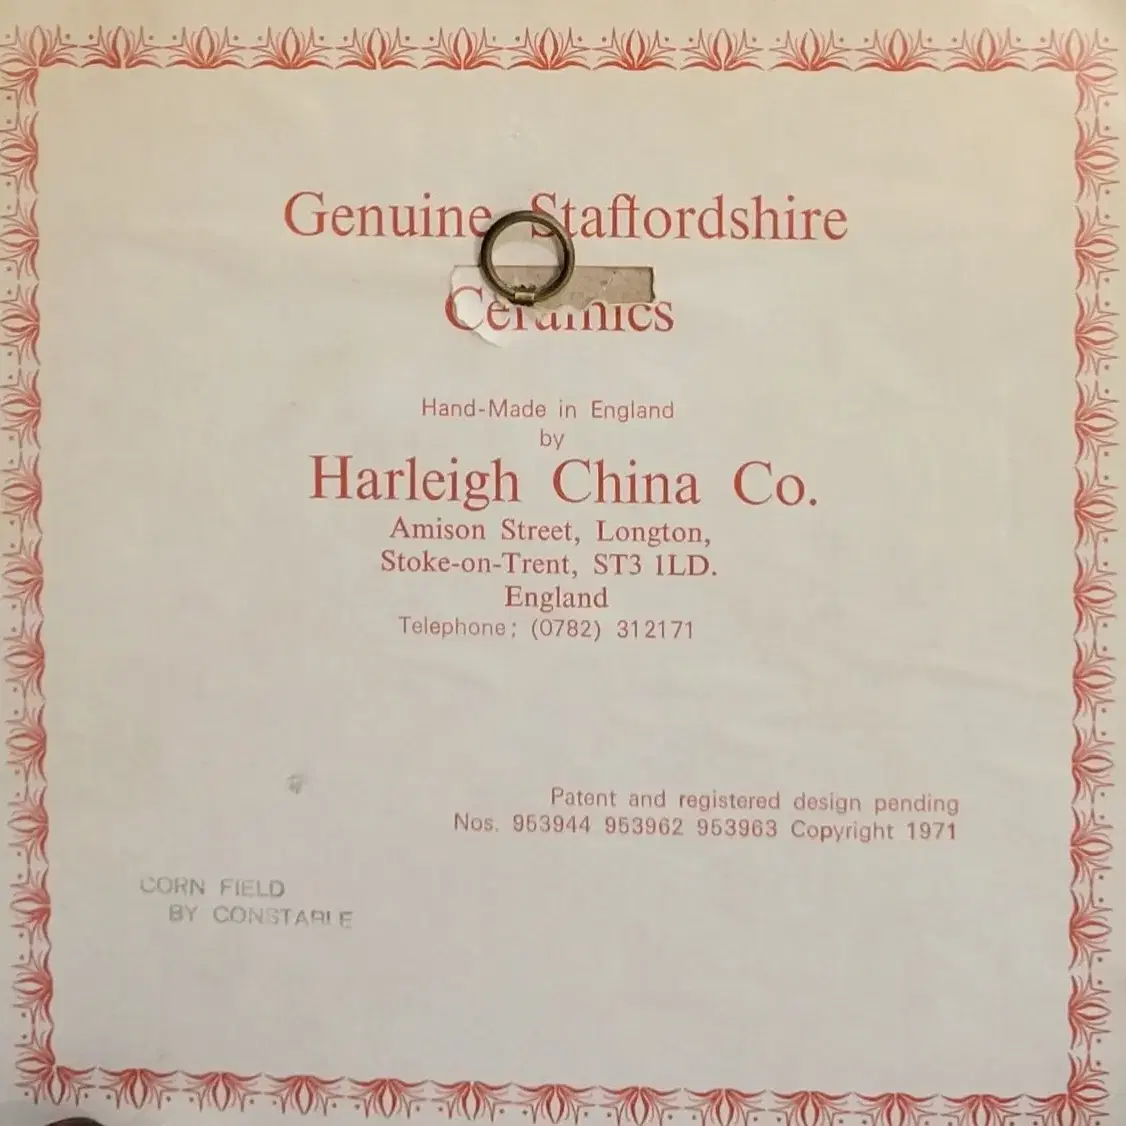 Genuine Staffordshire
Ceramics
Hand-Made in England
by
Harleigh China Co.
Amison Street, Longton,
Stoke-on-Trent, ST3 1LD.
England
Telephone; (0782) 312171
Patent and registered design pending
Nos. 953944 953962 953963 Copyright 1971
CORN FIELD
BY CONSTABLE